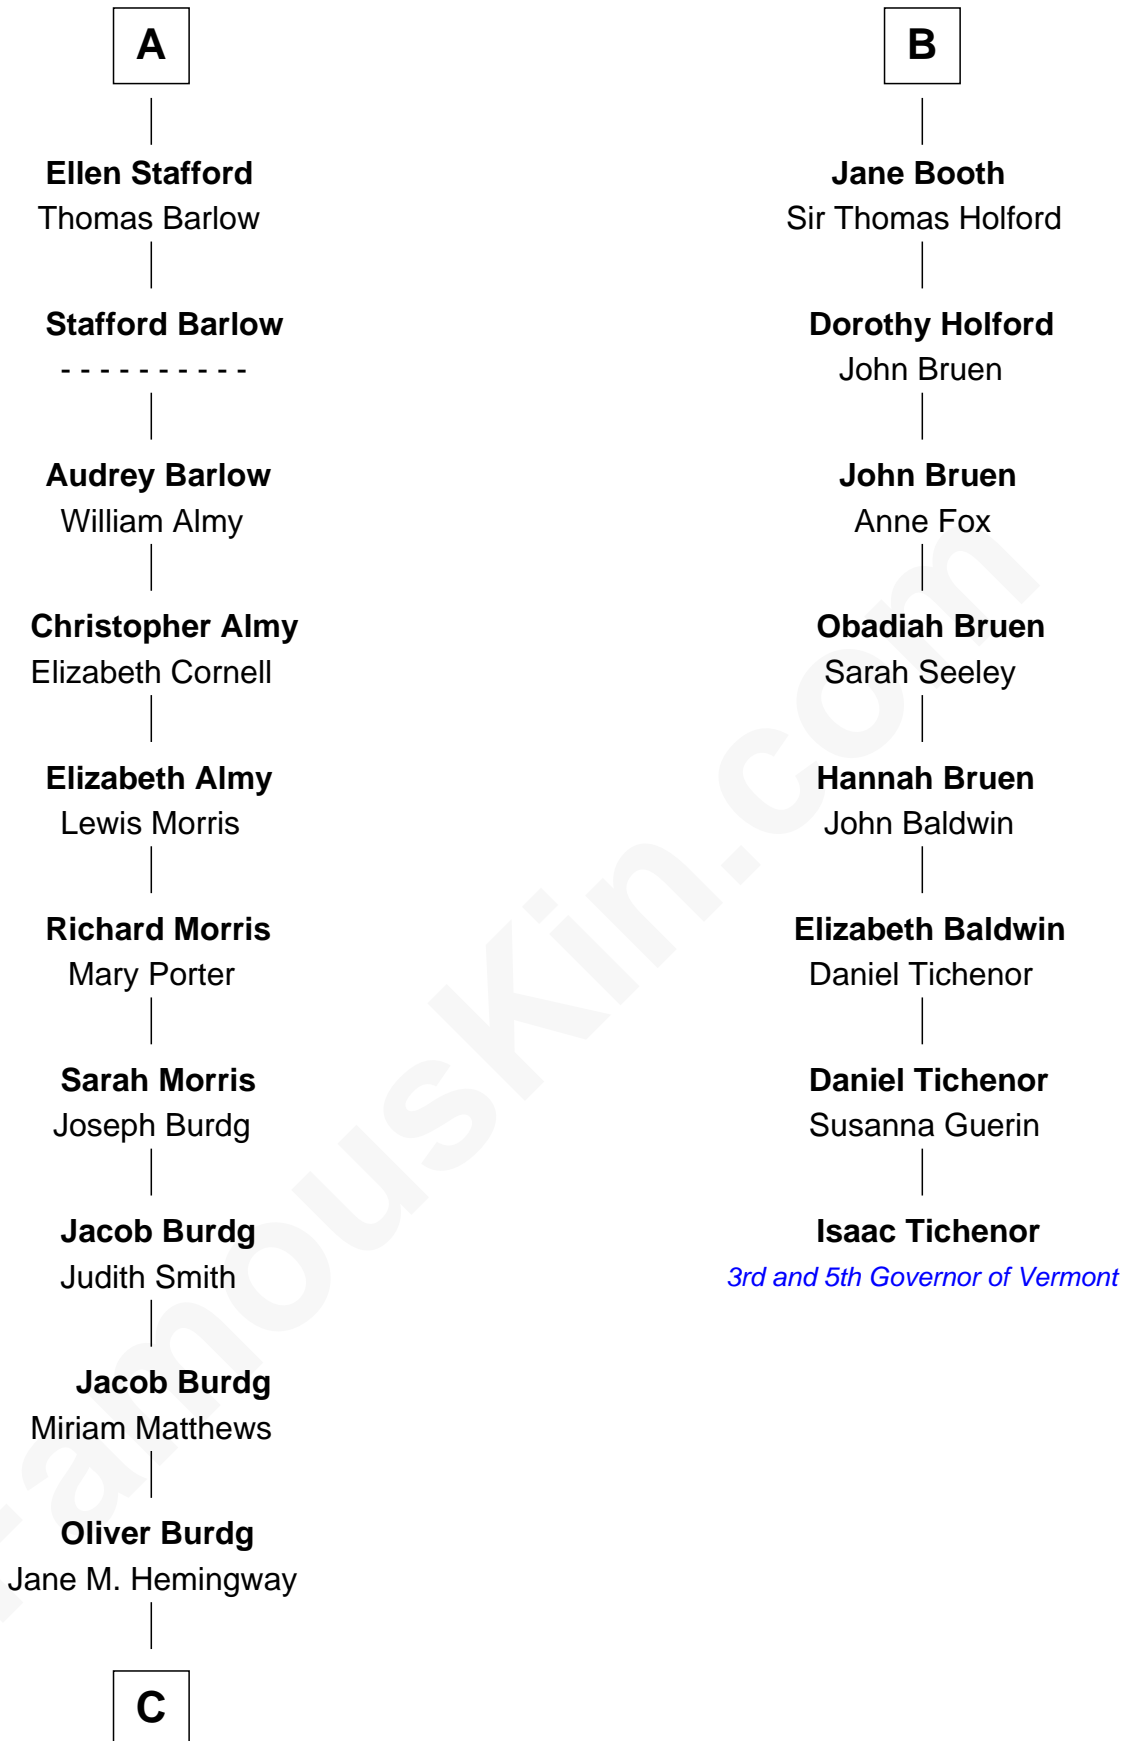 A
Ellen Stafford
Thomas Barlow
Stafford Barlow
- - - - - - - - - -
Audrey Barlow
William Almy
Christopher Almy
Elizabeth Cornell
Elizabeth Almy
Lewis Morris
Richard Morris
Mary Porter
Sarah Morris
Joseph Burdg
Jacob Burdg
Judith Smith
Jacob Burdg
Miriam Matthews
Oliver Burdg
Jane M. Hemingway
C
B
Jane Booth
Sir Thomas Holford
Dorothy Holford
John Bruen
John Bruen
Anne Fox
Obadiah Bruen
Sarah Seeley
Hannah Bruen
John Baldwin
Elizabeth Baldwin
Daniel Tichenor
Daniel Tichenor
Susanna Guerin
Isaac Tichenor
3rd and 5th Governor of Vermont
FamousKin.com